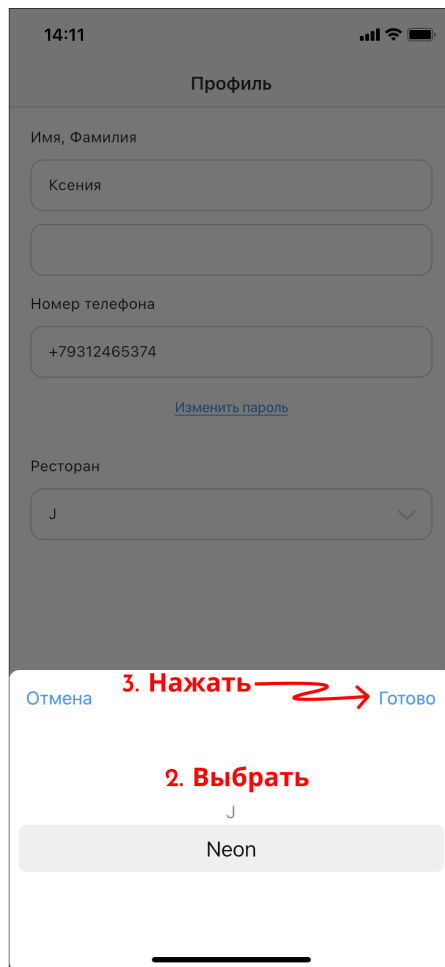 14:11
Профиль
Имя, Фамилия
Ксения
Номер телефона
+79312465374
Изменить пароль
Ресторан
J
3. Нажать
Отмена
Готово
2. Выбрать
J
Neon